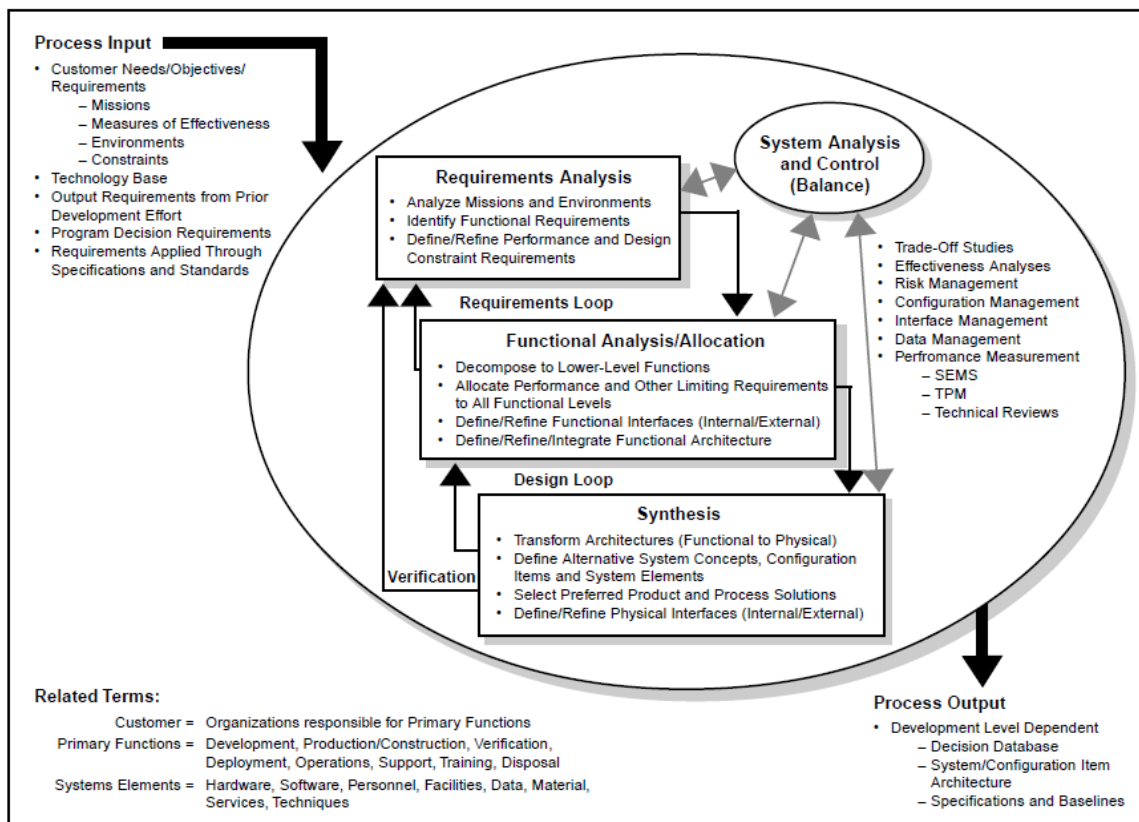 Process Input
• Customer Needs/Objectives/
Requirements
– Missions
– Measures of Effectiveness
– Environments
– Constraints
• Technology Base
• Output Requirements from Prior
Development Effort
• Program Decision Requirements
• Requirements Applied Through
Specifications and Standards
System Analysis
and Control
(Balance)
Requirements Analysis
• Analyze Missions and Environments
• Identify Functional Requirements
• Define/Refine Performance and Design
Constraint Requirements
• Trade-Off Studies
• Effectiveness Analyses
• Risk Management
• Configuration Management
• Interface Management
• Data Management
• Perfromance Measurement
– SEMS
– TPM
– Technical Reviews
Requirements Loop
Functional Analysis/Allocation
• Decompose to Lower-Level Functions
• Allocate Performance and Other Limiting Requirements
to All Functional Levels
• Define/Refine Functional Interfaces (Internal/External)
• Define/Refine/Integrate Functional Architecture
Design Loop
Synthesis
• Transform Architectures (Functional to Physical)
• Define Alternative System Concepts, Configuration
Items and System Elements
• Select Preferred Product and Process Solutions
• Define/Refine Physical Interfaces (Internal/External)
Verification
Related Terms:
Customer = Organizations responsible for Primary Functions
Primary Functions = Development, Production/Construction, Verification,
Deployment, Operations, Support, Training, Disposal
Systems Elements = Hardware, Software, Personnel, Facilities, Data, Material,
Services, Techniques
Process Output
• Development Level Dependent
– Decision Database
– System/Configuration Item
Architecture
– Specifications and Baselines